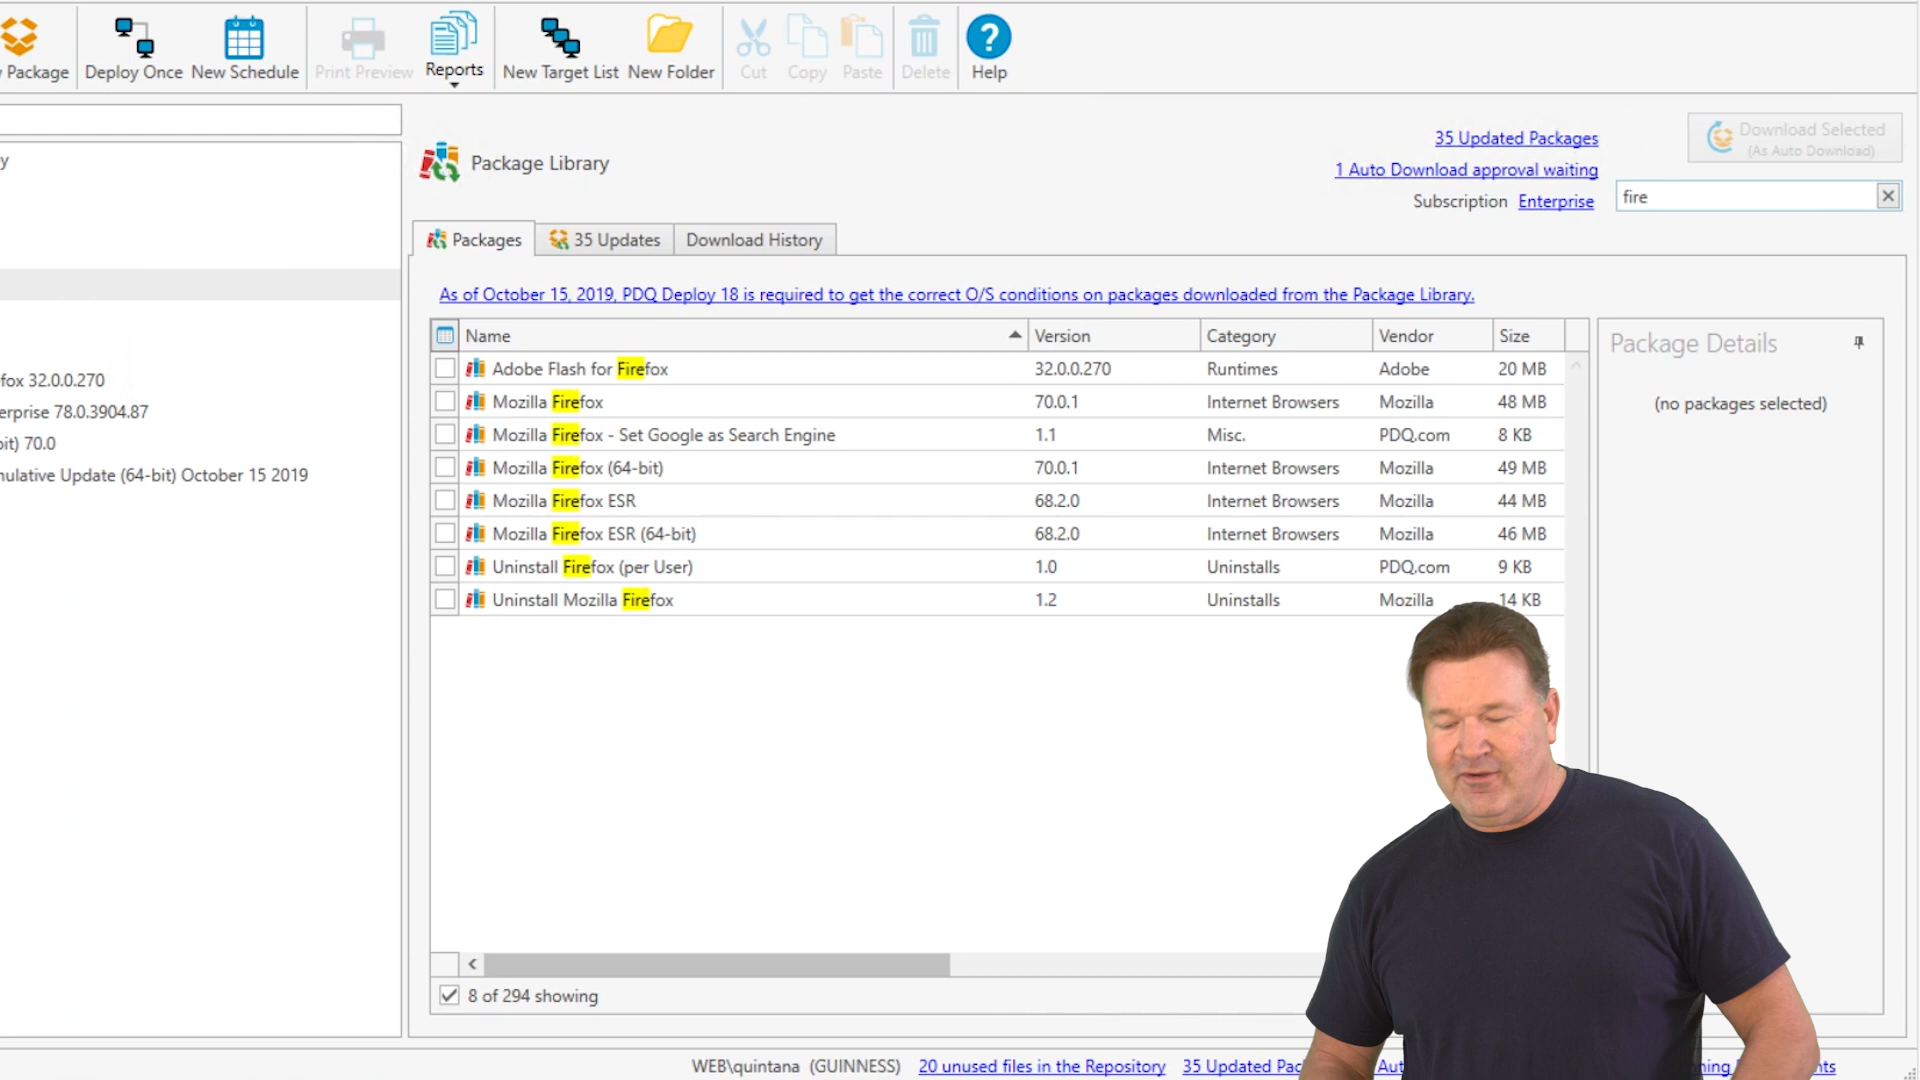 Package
Deploy Once
New Schedule
Print Preview
Reports
New Target List
New Folder
Cut
Copy
Paste
Delete
Help
y
fox 32.0.0.270
erprise 78.0.3904.87
bit) 70.0
nulative Update (64-bit) October 15 2019
Package Library
35 Updated Packages
1 Auto Download approval waiting
Subscription Enterprise
Download Selected
(As Auto Download)
fire
Packages
35 Updates
Download History
As of October 15, 2019, PDQ Deploy 18 is required to get the correct O/S conditions on packages downloaded from the Package Library.
Name Version Category Vendor Size
Adobe Flash for Firefox 32.0.0.270 Runtimes Adobe 20 MB
Mozilla Firefox 70.0.1 Internet Browsers Mozilla 48 MB
Mozilla Firefox - Set Google as Search Engine 1.1 Misc. PDQ.com 8 KB
Mozilla Firefox (64-bit) 70.0.1 Internet Browsers Mozilla 49 MB
Mozilla Firefox ESR 68.2.0 Internet Browsers Mozilla 44 MB
Mozilla Firefox ESR (64-bit) 68.2.0 Internet Browsers Mozilla 46 MB
Uninstall Firefox (per User) 1.0 Uninstalls PDQ.com 9 KB
Uninstall Mozilla Firefox 1.2 Uninstalls Mozilla 14 KB
Package Details
(no packages selected)
8 of 294 showing
WEB\quintana (GUINNESS) 20 unused files in the Repository 35 Updated Pac Aut ning ts